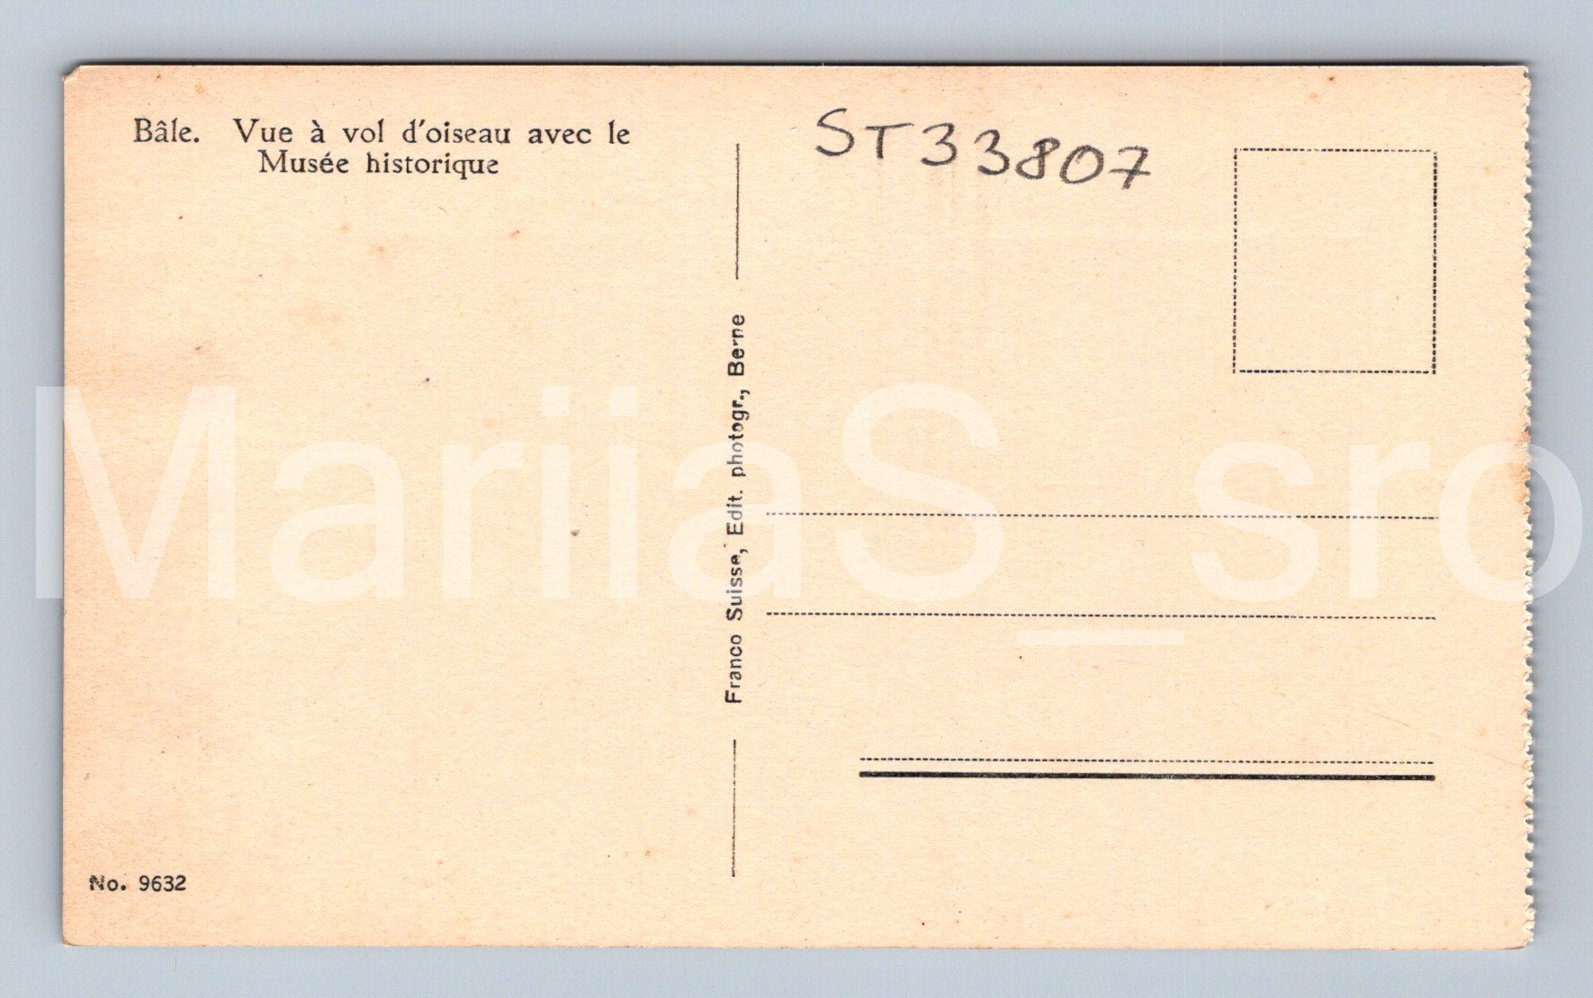 Bâle. Vue à vol d'oiseau avec le
Musée historique
ST33807
Franco Suisse, Edit. photogr., Berne
No. 9632
MariiaS_sro